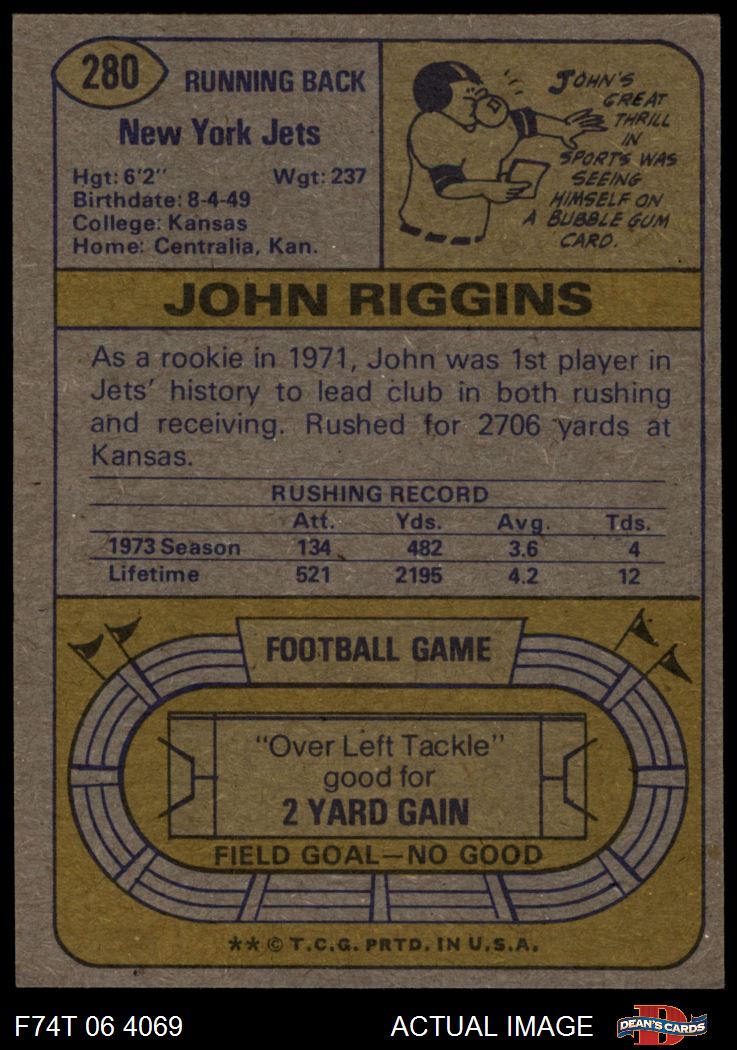 280
RUNNING BACK
New York Jets
Hgt: 6'2" Wgt: 237
Birthdate: 8-4-49
College: Kansas
Home: Centralia, Kan.
JOHN'S
GREAT
THRILL
IN
SPORTS WAS
SEEING
HIMSELF ON
A BUBBLE GUM
CARD.
JOHN RIGGINS
As a rookie in 1971, John was 1st player in
Jets' history to lead club in both rushing
and receiving. Rushed for 2706 yards at
Kansas.
RUSHING RECORD
Att. Yds. Avg. Tds.
1973 Season 134 482 3.6 4
Lifetime 521 2195 4.2 12
FOOTBALL GAME
"Over Left Tackle"
good for
2 YARD GAIN
FIELD GOAL—NO GOOD
** © T.C.G. PRTD. IN U.S.A.
F74T 06 4069 ACTUAL IMAGE
D
DEAN'S CARDS